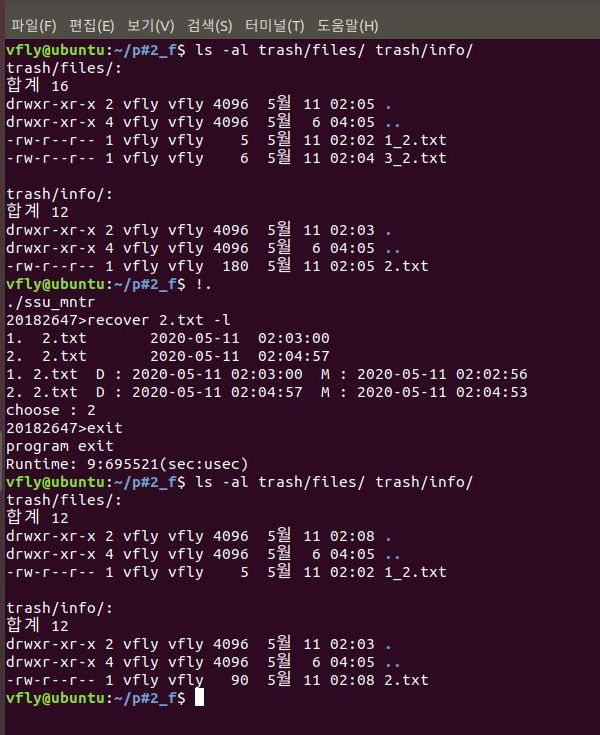 파일(F) 편집(E) 보기(V) 검색(S) 터미널(T) 도움말(H)
vfly@ubuntu:~/p#2_f$ ls -al trash/files/ trash/info/
trash/files/:
합계 16
drwxr-xr-x 2 vfly vfly 4096  5월 11 02:05 .
drwxr-xr-x 4 vfly vfly 4096  5월  6 04:05 ..
-rw-r--r-- 1 vfly vfly    5  5월 11 02:02 1_2.txt
-rw-r--r-- 1 vfly vfly    6  5월 11 02:04 3_2.txt

trash/info/:
합계 12
drwxr-xr-x 2 vfly vfly 4096  5월 11 02:03 .
drwxr-xr-x 4 vfly vfly 4096  5월  6 04:05 ..
-rw-r--r-- 1 vfly vfly  180  5월 11 02:05 2.txt
vfly@ubuntu:~/p#2_f$ !.
./ssu_mntr
20182647>recover 2.txt -l
1.  2.txt       2020-05-11  02:03:00
2.  2.txt       2020-05-11  02:04:57
1. 2.txt  D : 2020-05-11 02:03:00  M : 2020-05-11 02:02:56
2. 2.txt  D : 2020-05-11 02:04:57  M : 2020-05-11 02:04:53
choose : 2
20182647>exit
program exit
Runtime: 9:695521(sec:usec)
vfly@ubuntu:~/p#2_f$ ls -al trash/files/ trash/info/
trash/files/:
합계 12
drwxr-xr-x 2 vfly vfly 4096  5월 11 02:08 .
drwxr-xr-x 4 vfly vfly 4096  5월  6 04:05 ..
-rw-r--r-- 1 vfly vfly    5  5월 11 02:02 1_2.txt

trash/info/:
합계 12
drwxr-xr-x 2 vfly vfly 4096  5월 11 02:03 .
drwxr-xr-x 4 vfly vfly 4096  5월  6 04:05 ..
-rw-r--r-- 1 vfly vfly   90  5월 11 02:08 2.txt
vfly@ubuntu:~/p#2_f$